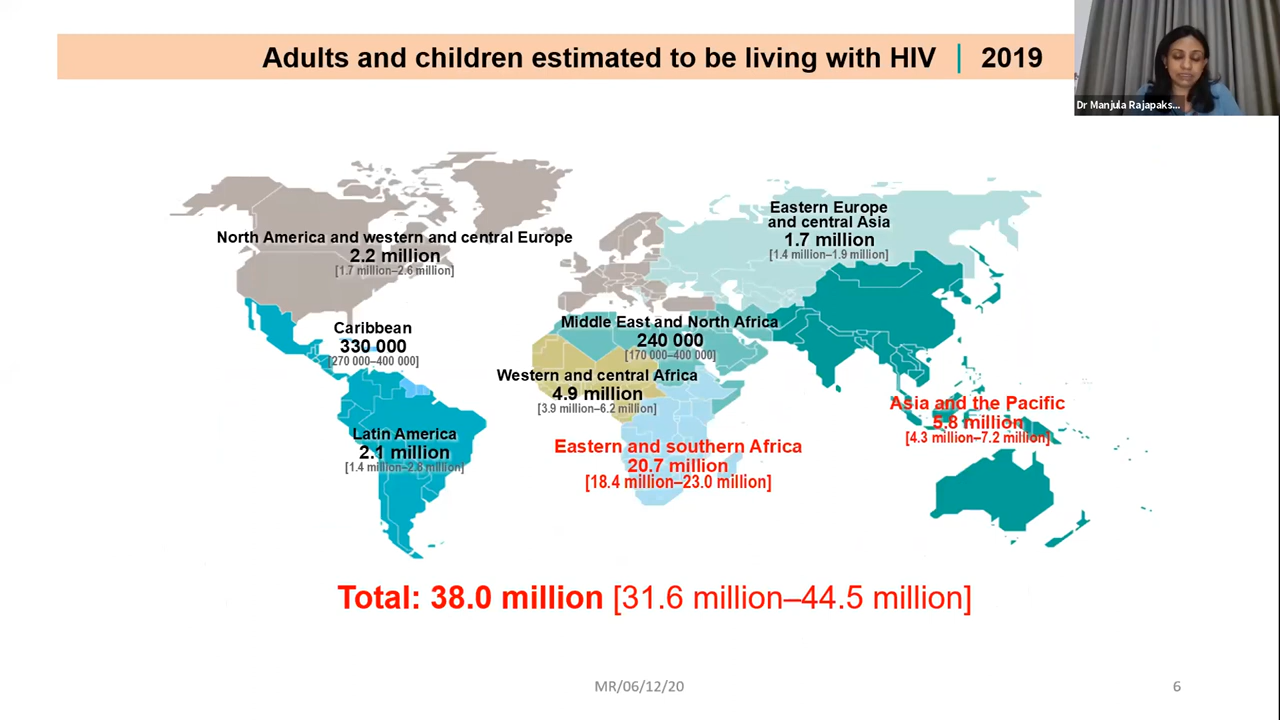 Adults and children estimated to be living with HIV | 2019
Dr Manjula Rajapaks...
Eastern Europe
and central Asia
1.7 million
[1.4 million–1.9 million]
North America and western and central Europe
2.2 million
[1.7 million–2.6 million]
Caribbean
330 000
[270 000–400 000]
Middle East and North Africa
240 000
[170 000–400 000]
Western and central Africa
4.9 million
[3.9 million–6.2 million]
Asia and the Pacific
5.8 million
[4.3 million–7.2 million]
Latin America
2.1 million
[1.4 million–2.8 million]
Eastern and southern Africa
20.7 million
[18.4 million–23.0 million]
Total: 38.0 million [31.6 million–44.5 million]
MR/06/12/20
6